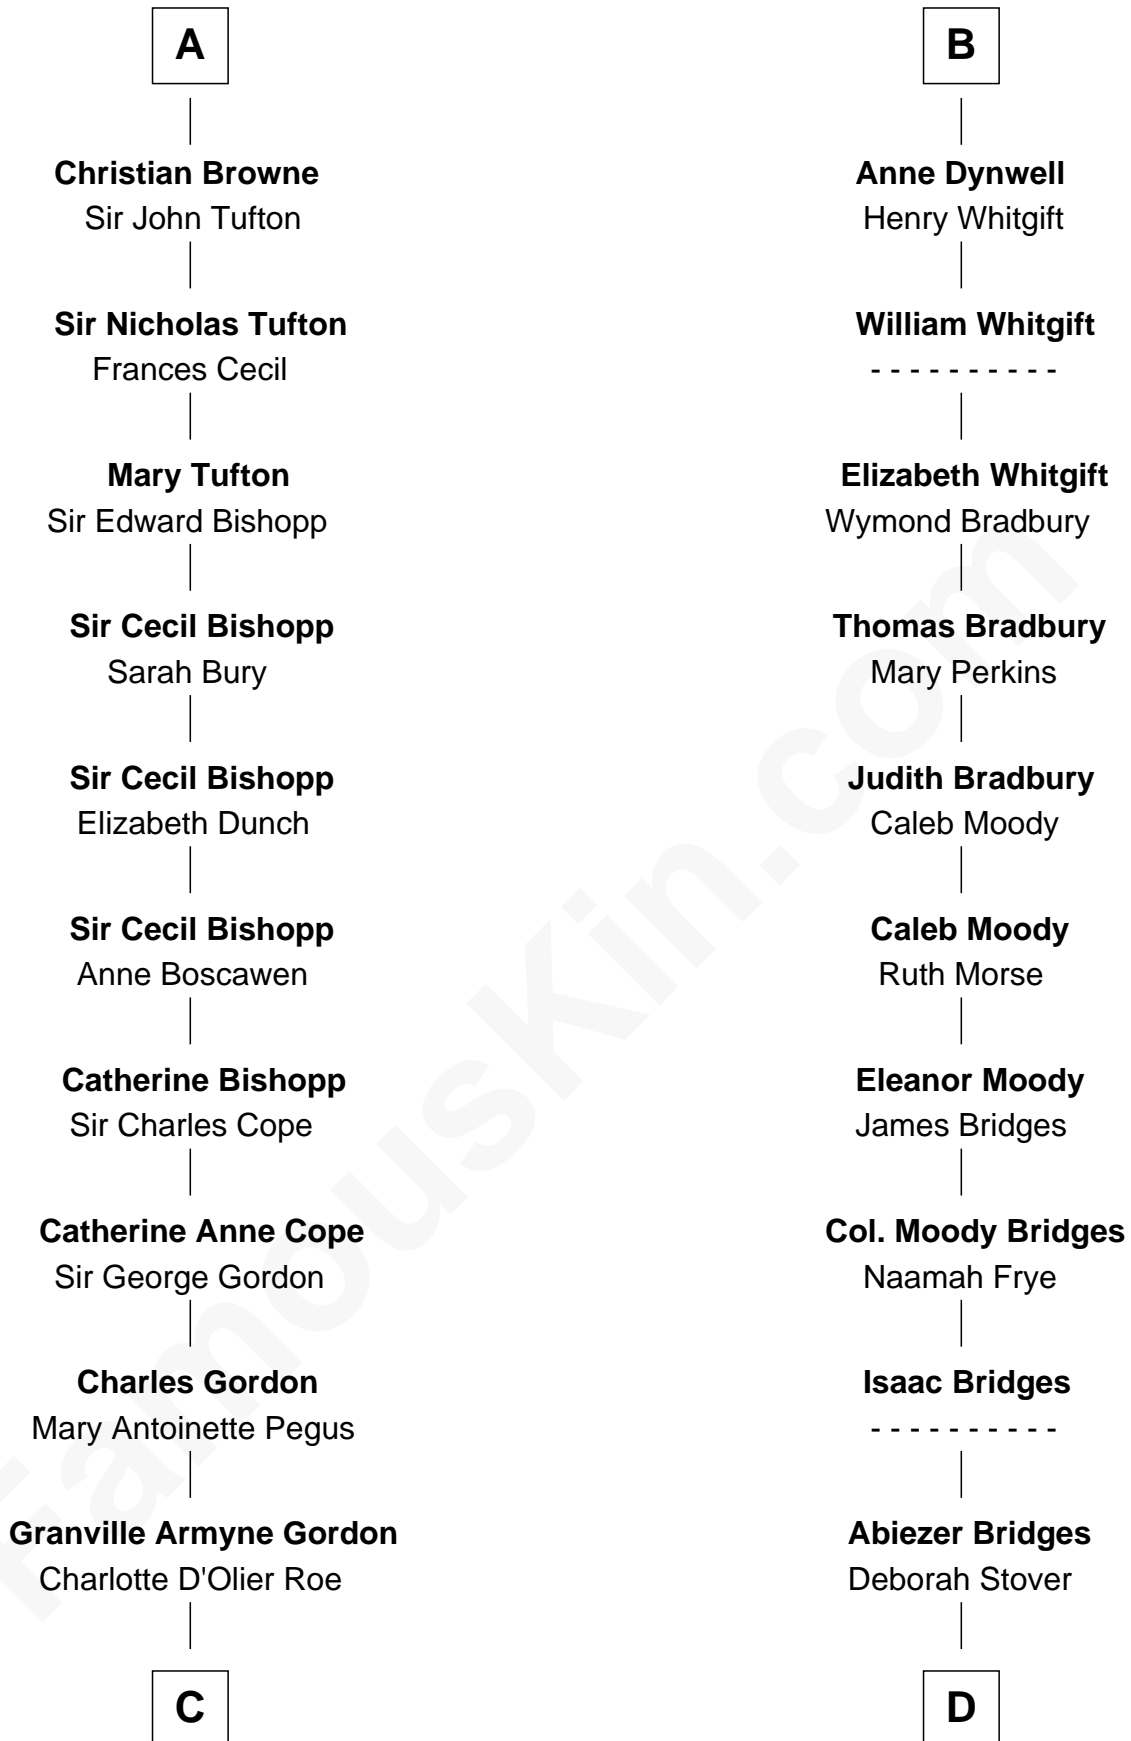 A
Christian Browne
Sir John Tufton
Sir Nicholas Tufton
Frances Cecil
Mary Tufton
Sir Edward Bishopp
Sir Cecil Bishopp
Sarah Bury
Sir Cecil Bishopp
Elizabeth Dunch
Sir Cecil Bishopp
Anne Boscawen
Catherine Bishopp
Sir Charles Cope
Catherine Anne Cope
Sir George Gordon
Charles Gordon
Mary Antoinette Pegus
Granville Armyne Gordon
Charlotte D'Olier Roe
C
B
Anne Dynwell
Henry Whitgift
William Whitgift
- - - - - - - - - -
Elizabeth Whitgift
Wymond Bradbury
Thomas Bradbury
Mary Perkins
Judith Bradbury
Caleb Moody
Caleb Moody
Ruth Morse
Eleanor Moody
James Bridges
Col. Moody Bridges
Naamah Frye
Isaac Bridges
- - - - - - - - - -
Abiezer Bridges
Deborah Stover
D
FamousKin.com